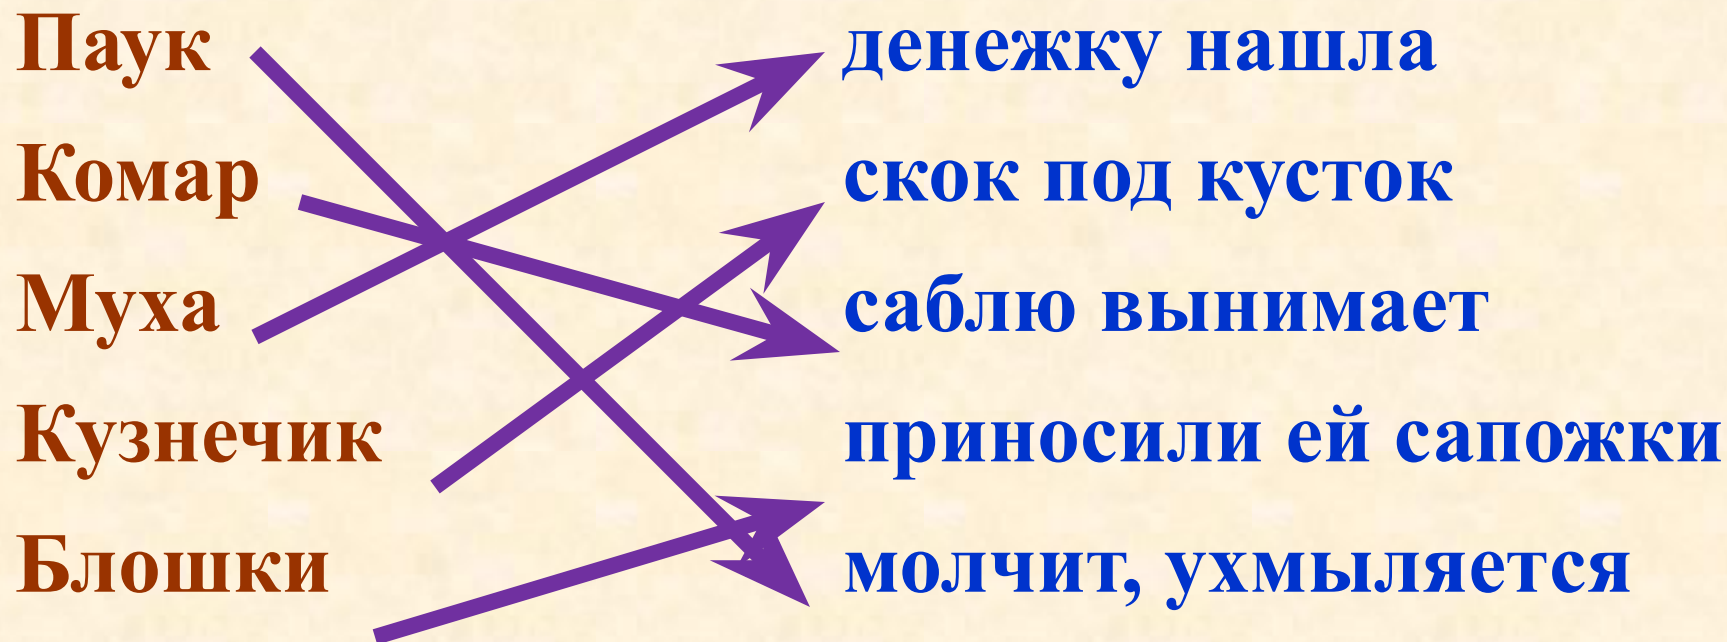 Паук денежку нашла
Комар скок под кусток
Муха саблю вынимает
Кузнечик приносили ей сапожки
Блошки молчит, ухмыляется